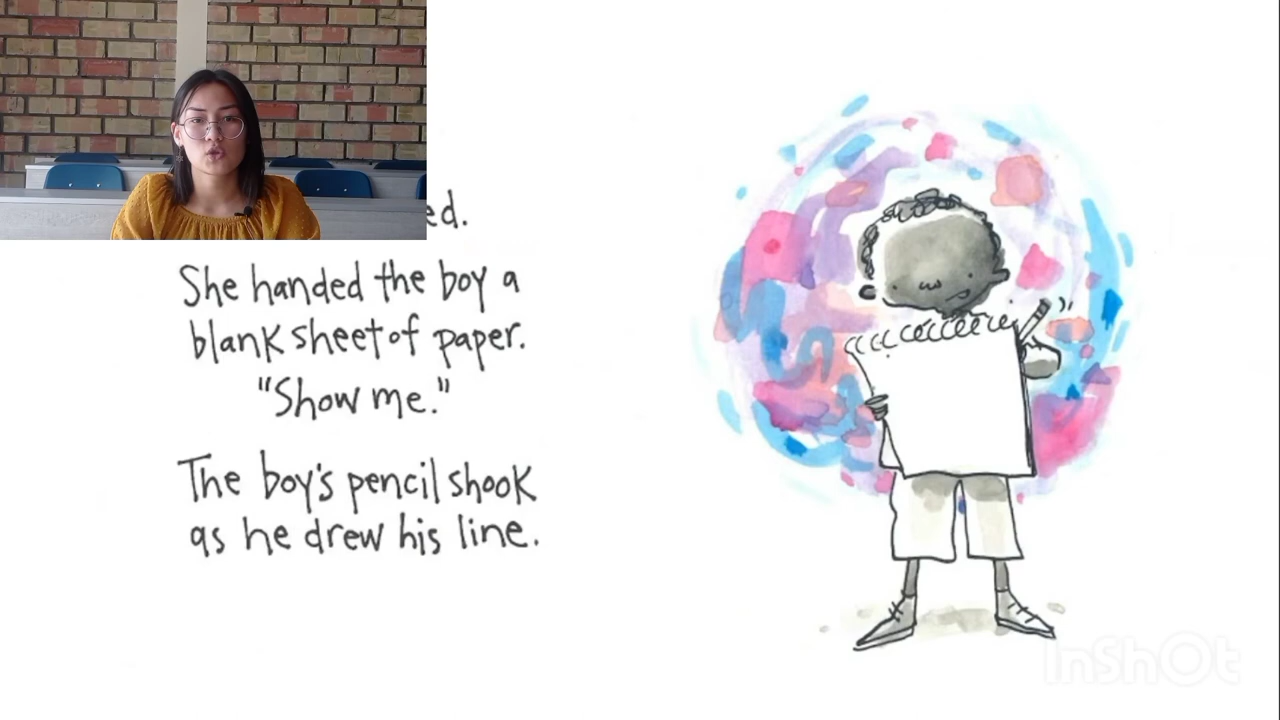 She handed the boy a
blank sheet of paper.
"Show me."
The boy's pencil shook
as he drew his line.
InShOt